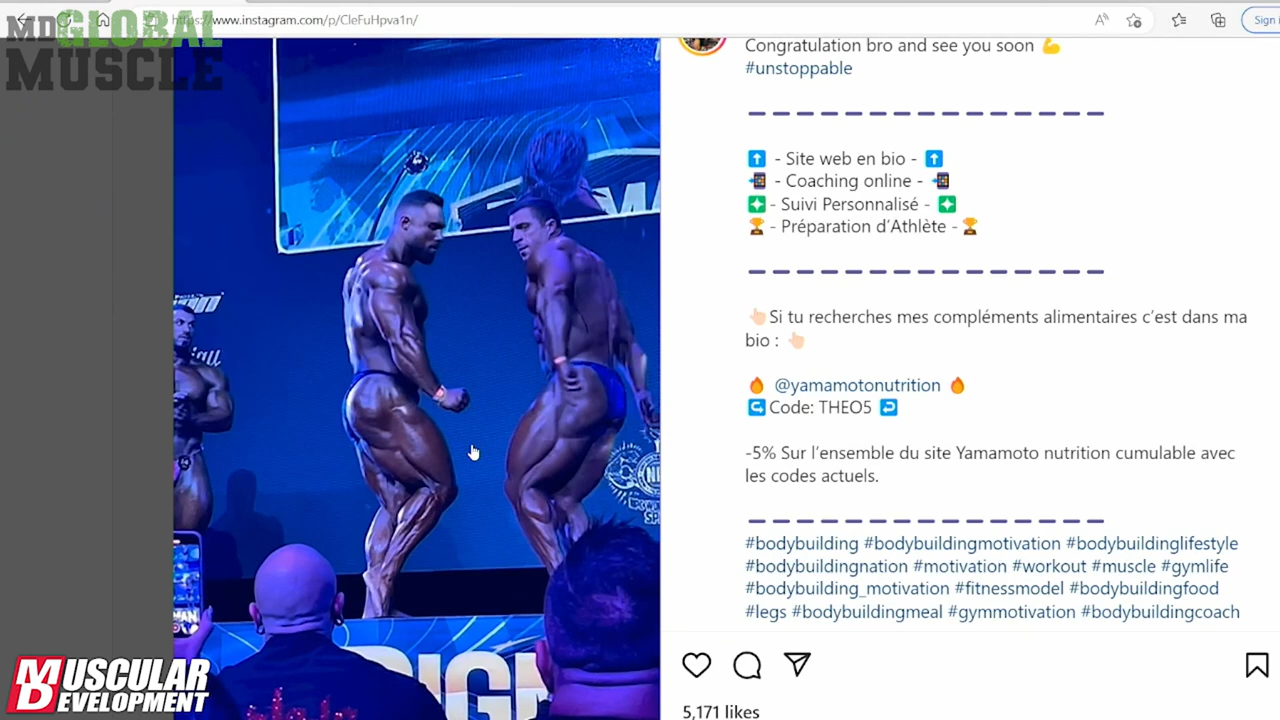 https://www.instagram.com/p/CleFuHpva1n/
Sign i
MD GLOBAL
MUSCLE
Congratulation bro and see you soon 💪
#unstoppable
- Site web en bio -
- Coaching online -
- Suivi Personnalisé -
🏆 - Préparation d’Athlète - 🏆
👆🏻Si tu recherches mes compléments alimentaires c’est dans ma
bio : 👆🏻
🔥 @yamamotonutrition 🔥
Code: THEO5
-5% Sur l’ensemble du site Yamamoto nutrition cumulable avec
les codes actuels.
#bodybuilding #bodybuildingmotivation #bodybuildinglifestyle
#bodybuildingnation #motivation #workout #muscle #gymlife
#bodybuilding_motivation #fitnessmodel #bodybuildingfood
#legs #bodybuildingmeal #gymmotivation #bodybuildingcoach
5,171 likes
MUSCULAR
DEVELOPMENT